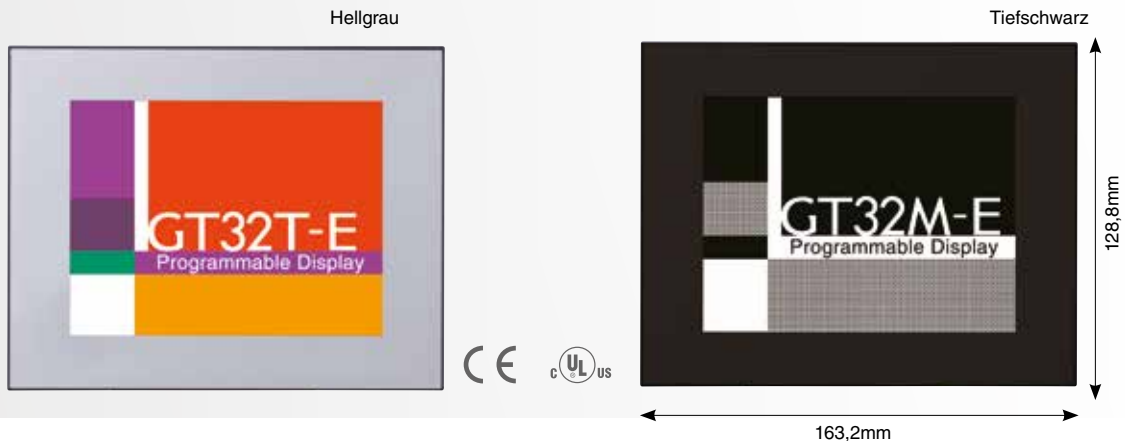 Hellgrau
Tiefschwarz
GT32T-E
Programmable Display
GT32M-E
Programmable Display
CE
c UL us
128,8mm
163,2mm